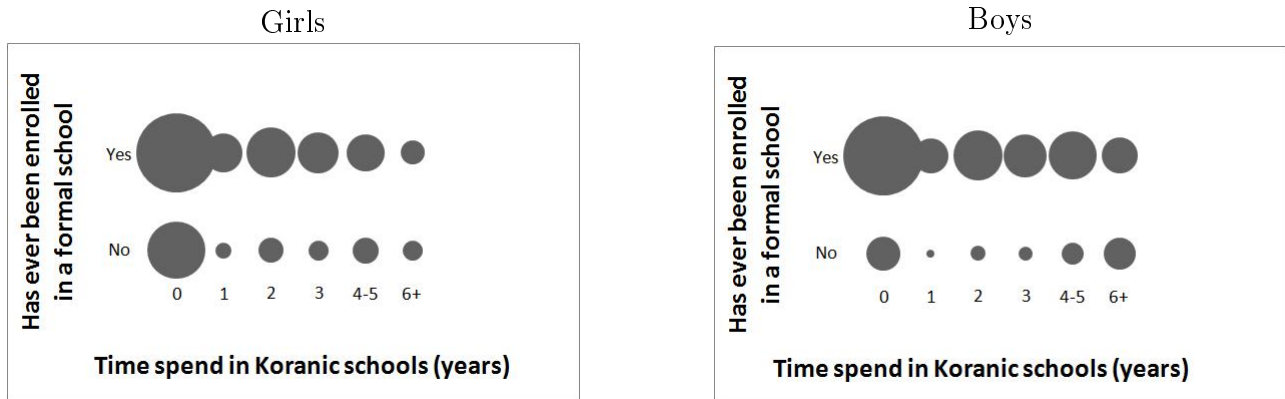 Girls
Has ever been enrolled
in a formal school
Yes
No
0 1 2 3 4-5 6+
Time spend in Koranic schools (years)
Boys
Has ever been enrolled
in a formal school
Yes
No
0 1 2 3 4-5 6+
Time spend in Koranic schools (years)